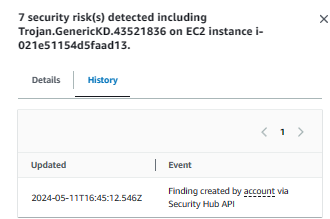 7 security risk(s) detected including
Trojan.GenericKD.43521836 on EC2 instance i-
021e51154d5faad13.
Details
History
1
Updated
Event
2024-05-11T16:45:12.546Z
Finding created by account via
Security Hub API